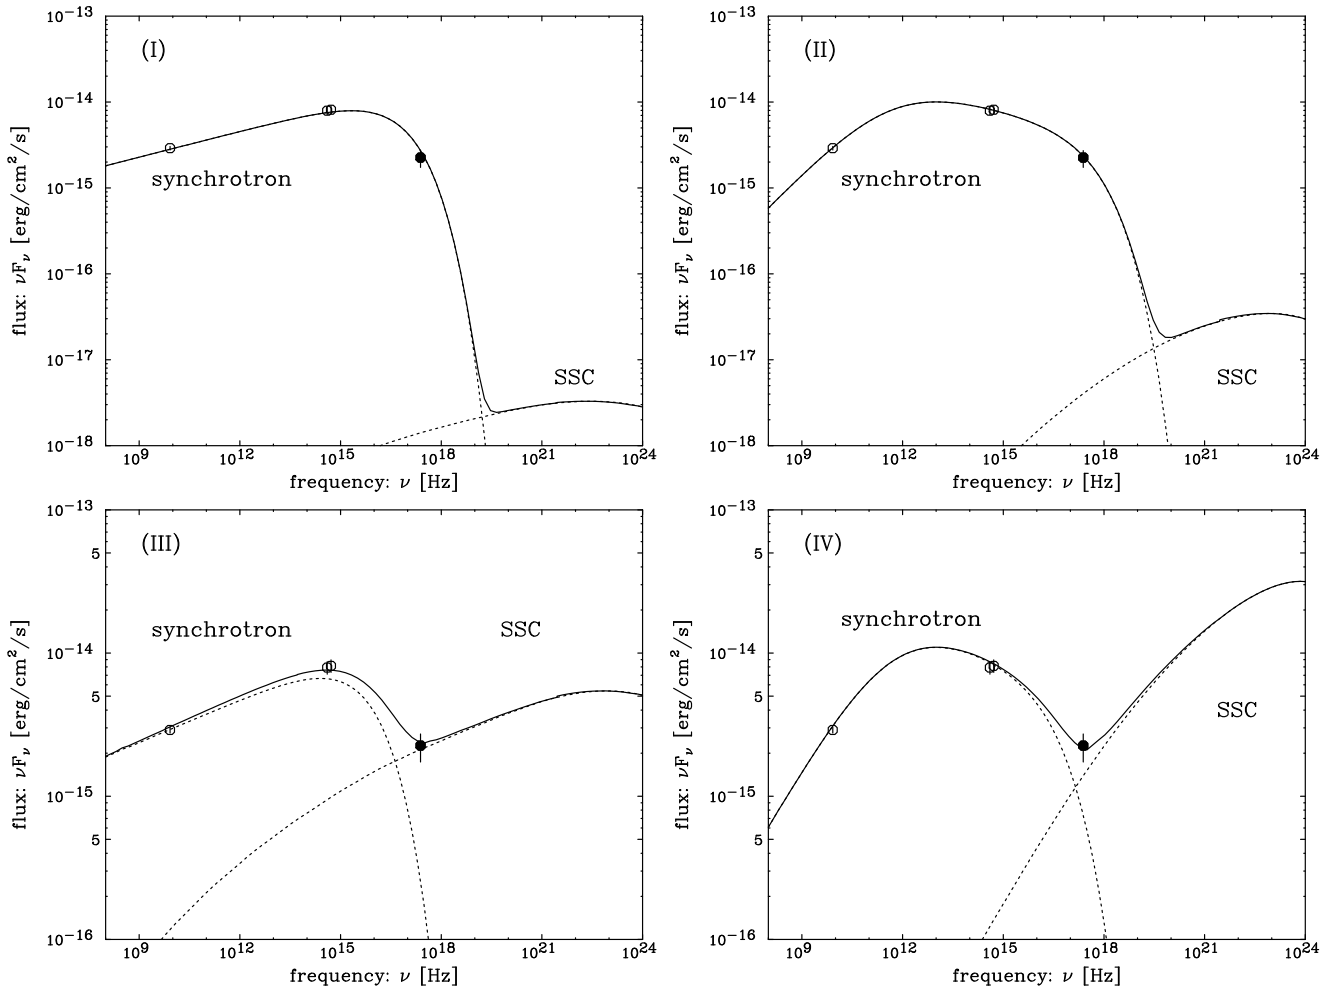 10⁻¹³
10⁻¹⁴
10⁻¹⁵
10⁻¹⁶
10⁻¹⁷
10⁻¹⁸
flux: νFν [erg/cm²/s]
(I)
synchrotron
SSC
10⁹ 10¹² 10¹⁵ 10¹⁸ 10²¹ 10²⁴
frequency: ν [Hz]
10⁻¹³
10⁻¹⁴
10⁻¹⁵
10⁻¹⁶
10⁻¹⁷
10⁻¹⁸
flux: νFν [erg/cm²/s]
(II)
synchrotron
SSC
10⁹ 10¹² 10¹⁵ 10¹⁸ 10²¹ 10²⁴
frequency: ν [Hz]
10⁻¹³
5
10⁻¹⁴
5
10⁻¹⁵
5
10⁻¹⁶
flux: νFν [erg/cm²/s]
(III)
synchrotron
SSC
10⁹ 10¹² 10¹⁵ 10¹⁸ 10²¹ 10²⁴
frequency: ν [Hz]
10⁻¹³
5
10⁻¹⁴
5
10⁻¹⁵
5
10⁻¹⁶
flux: νFν [erg/cm²/s]
(IV)
synchrotron
SSC
10⁹ 10¹² 10¹⁵ 10¹⁸ 10²¹ 10²⁴
frequency: ν [Hz]